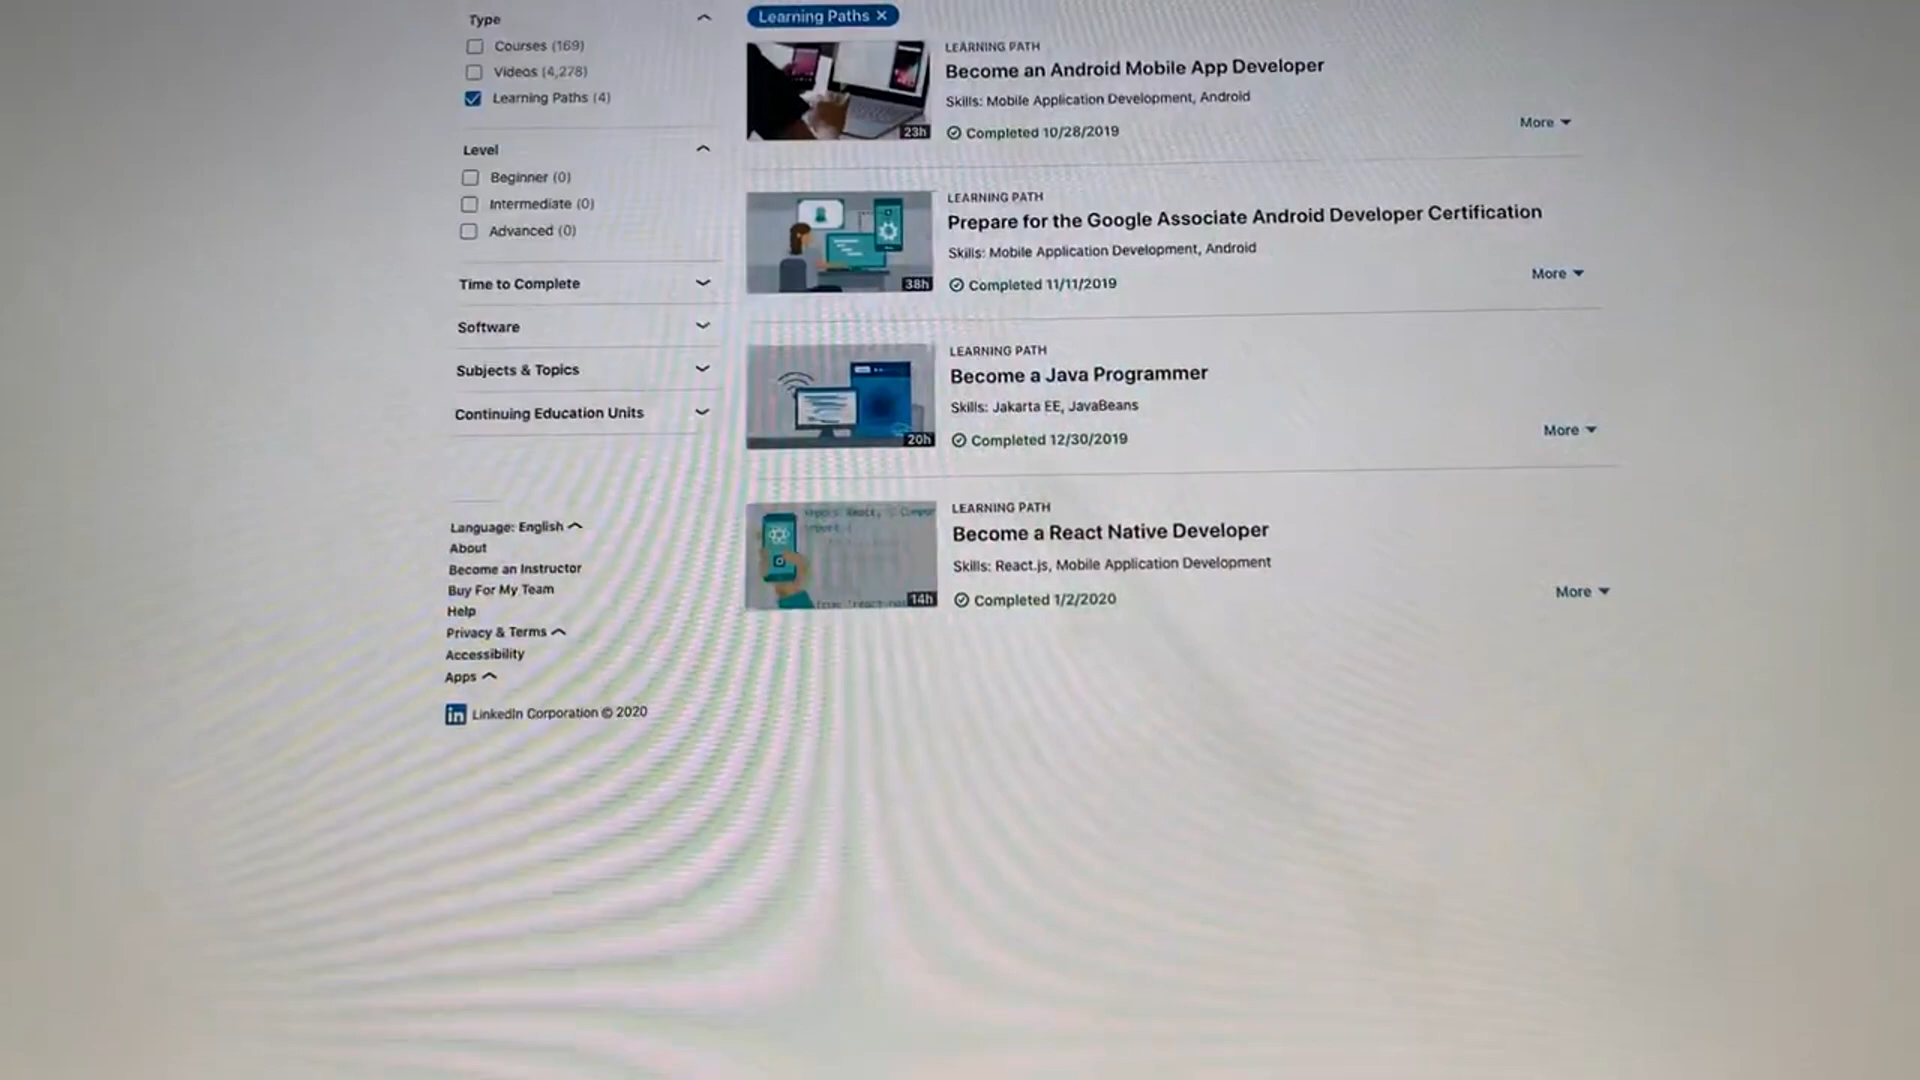 Type
Courses (169)
Videos (4,278)
Learning Paths (4)
Level
Beginner (0)
Intermediate (0)
Advanced (0)
Time to Complete
Software
Subjects & Topics
Continuing Education Units
Language: English
About
Become an Instructor
Buy For My Team
Help
Privacy & Terms
Accessibility
Apps
in LinkedIn Corporation © 2020
Learning Paths ×
LEARNING PATH
Become an Android Mobile App Developer
Skills: Mobile Application Development, Android
23h
Completed 10/28/2019
More
LEARNING PATH
Prepare for the Google Associate Android Developer Certification
Skills: Mobile Application Development, Android
38h
Completed 11/11/2019
More
LEARNING PATH
Become a Java Programmer
Skills: Jakarta EE, JavaBeans
20h
Completed 12/30/2019
More
LEARNING PATH
Become a React Native Developer
Skills: React.js, Mobile Application Development
14h
Completed 1/2/2020
More